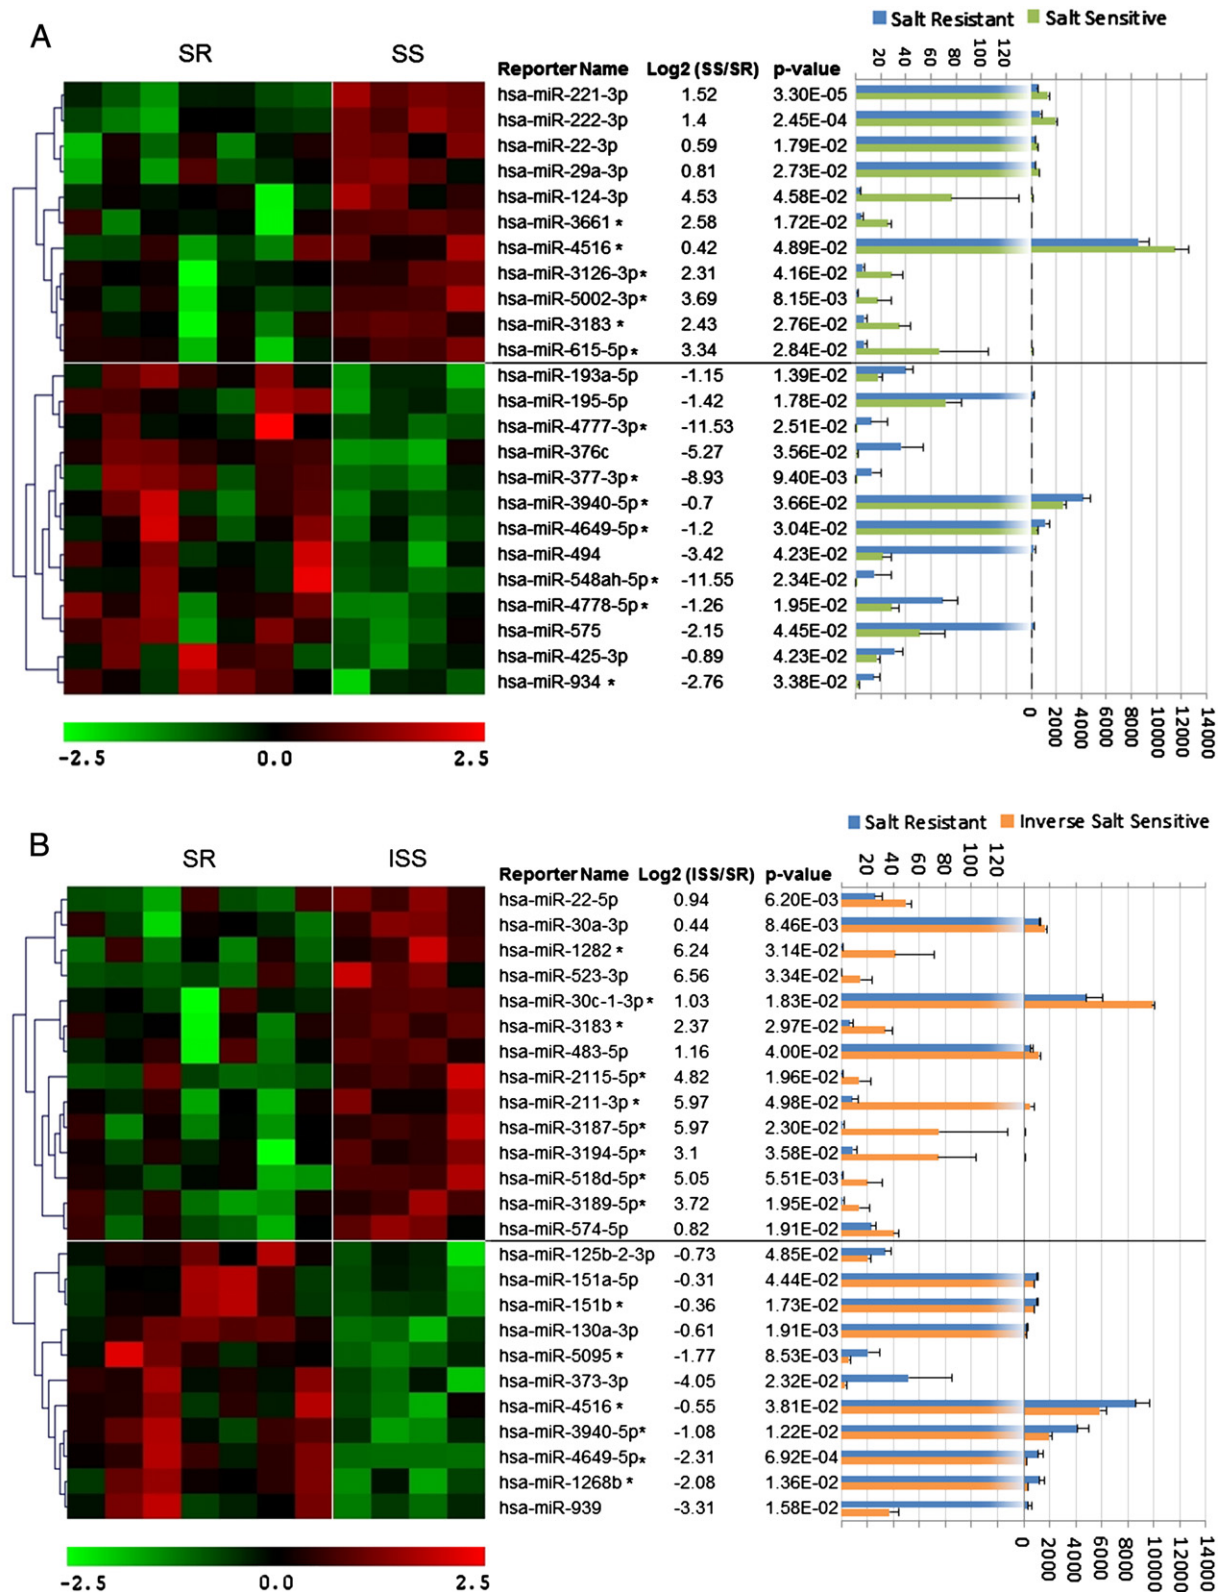 A
SR SS
Reporter Name Log2 (SS/SR) p-value
Salt Resistant Salt Sensitive
20 40 60 80 100 120
hsa-miR-221-3p 1.52 3.30E-05
hsa-miR-222-3p 1.4 2.45E-04
hsa-miR-22-3p 0.59 1.79E-02
hsa-miR-29a-3p 0.81 2.73E-02
hsa-miR-124-3p 4.53 4.58E-02
hsa-miR-3661 * 2.58 1.72E-02
hsa-miR-4516 * 0.42 4.89E-02
hsa-miR-3126-3p* 2.31 4.16E-02
hsa-miR-5002-3p* 3.69 8.15E-03
hsa-miR-3183 * 2.43 2.76E-02
hsa-miR-615-5p* 3.34 2.84E-02
hsa-miR-193a-5p -1.15 1.39E-02
hsa-miR-195-5p -1.42 1.78E-02
hsa-miR-4777-3p* -11.53 2.51E-02
hsa-miR-376c -5.27 3.56E-02
hsa-miR-377-3p* -8.93 9.40E-03
hsa-miR-3940-5p* -0.7 3.66E-02
hsa-miR-4649-5p* -1.2 3.04E-02
hsa-miR-494 -3.42 4.23E-02
hsa-miR-548ah-5p* -11.55 2.34E-02
hsa-miR-4778-5p* -1.26 1.95E-02
hsa-miR-575 -2.15 4.45E-02
hsa-miR-425-3p -0.89 4.23E-02
hsa-miR-934 * -2.76 3.38E-02
0 2000 4000 6000 8000 10000 12000 14000
-2.5 0.0 2.5
B
SR ISS
Reporter Name Log2 (ISS/SR) p-value
Salt Resistant Inverse Salt Sensitive
20 40 60 80 100 120
hsa-miR-22-5p 0.94 6.20E-03
hsa-miR-30a-3p 0.44 8.46E-03
hsa-miR-1282 * 6.24 3.14E-02
hsa-miR-523-3p 6.56 3.34E-02
hsa-miR-30c-1-3p* 1.03 1.83E-02
hsa-miR-3183 * 2.37 2.97E-02
hsa-miR-483-5p 1.16 4.00E-02
hsa-miR-2115-5p* 4.82 1.96E-02
hsa-miR-211-3p * 5.97 4.98E-02
hsa-miR-3187-5p* 5.97 2.30E-02
hsa-miR-3194-5p* 3.1 3.58E-02
hsa-miR-518d-5p* 5.05 5.51E-03
hsa-miR-3189-5p* 3.72 1.95E-02
hsa-miR-574-5p 0.82 1.91E-02
hsa-miR-125b-2-3p -0.73 4.85E-02
hsa-miR-151a-5p -0.31 4.44E-02
hsa-miR-151b * -0.36 1.73E-02
hsa-miR-130a-3p -0.61 1.91E-03
hsa-miR-5095 * -1.77 8.53E-03
hsa-miR-373-3p -4.05 2.32E-02
hsa-miR-4516 * -0.55 3.81E-02
hsa-miR-3940-5p* -1.08 1.22E-02
hsa-miR-4649-5p* -2.31 6.92E-04
hsa-miR-1268b * -2.08 1.36E-02
hsa-miR-939 -3.31 1.58E-02
0 2000 4000 6000 8000 10000 12000 14000
-2.5 0.0 2.5